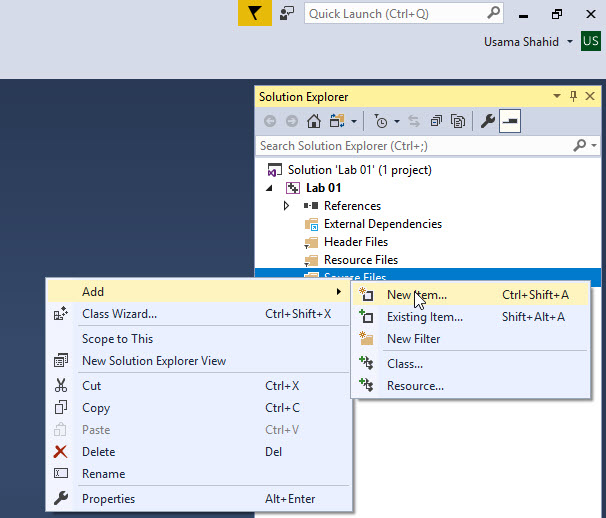 Quick Launch (Ctrl+Q)
Usama Shahid
US
Solution Explorer
Search Solution Explorer (Ctrl+;)
Solution 'Lab 01' (1 project)
Lab 01
References
External Dependencies
Header Files
Resource Files
Source Files
Add
Class Wizard... Ctrl+Shift+X
Scope to This
New Solution Explorer View
Cut Ctrl+X
Copy Ctrl+C
Paste Ctrl+V
Delete Del
Rename
Properties Alt+Enter
New Item... Ctrl+Shift+A
Existing Item... Shift+Alt+A
New Filter
Class...
Resource...